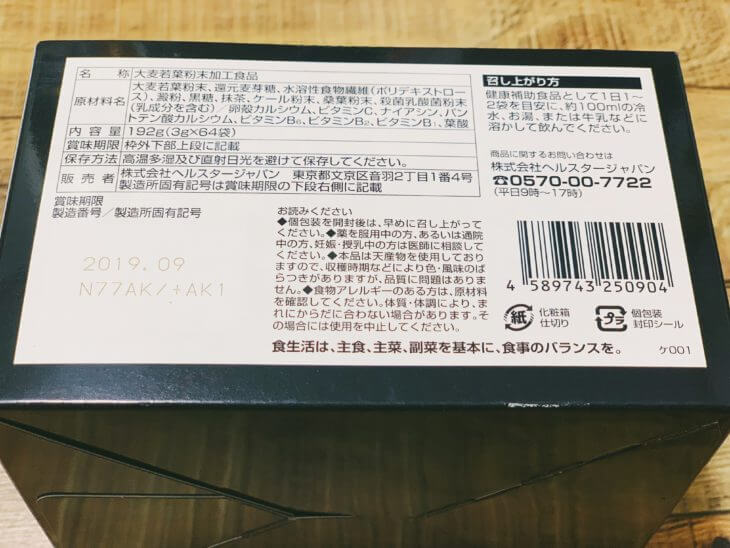 名 称 大麦若葉粉末加工食品
原材料名 大麦若葉粉末、還元麦芽糖、水溶性食物繊維(ポリデキストロー
ス)、澱粉、黒糖、抹茶、ケール粉末、桑葉粉末、殺菌乳酸菌粉末
(乳成分を含む)/卵殻カルシウム、ビタミンC、ナイアシン、パン
トテン酸カルシウム、ビタミンB₆、ビタミンB₂、ビタミンB₁、葉酸
内 容 量 192g(3g×64袋)
賞味期限 枠外下部上段に記載
保存方法 高温多湿及び直射日光を避けて保存してください。
販 売 者 株式会社ヘルスタージャパン 東京都文京区音羽2丁目1番4号
製造所固有記号は賞味期限の下段右側に記載
召し上がり方
健康補助食品として1日1〜
2袋を目安に、約100mlの冷
水、お湯、または牛乳などに
溶かして飲んでください。
商品に関するお問い合わせは
株式会社ヘルスタージャパン
☎0570-00-7722
(平日9時〜17時)
賞味期限
製造番号/製造所固有記号
2019.09
N77AK/+AK1
お読みください
◆個包装を開封後は、早めに召し上がって
ください。◆薬を服用中の方、あるいは通院
中の方、妊娠・授乳中の方は医師に相談して
ください。◆本品は天産物を使用しており
ますので、収穫時期などにより色・風味のば
らつきがありますが、品質に問題はありま
せん。◆食物アレルギーのある方は、原材料
を確認してください。体質・体調により、ま
れにからだに合わない場合があります。そ
の場合には使用を中止してください。
4 589743 250904
紙 化粧箱
仕切り
プラ 個包装
封印シール
食生活は、主食、主菜、副菜を基本に、食事のバランスを。
ケ001